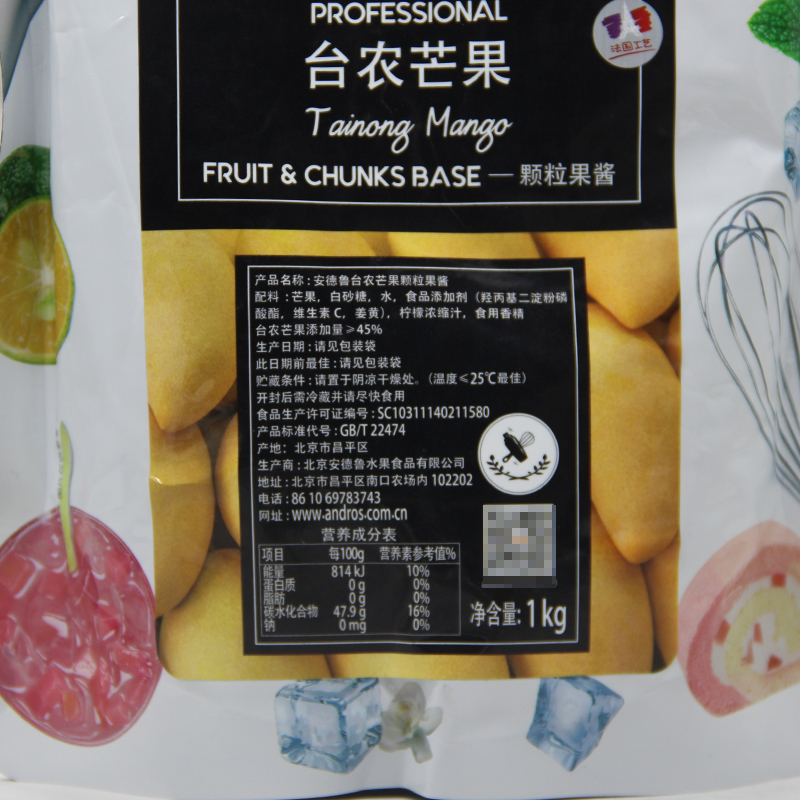 PROFESSIONAL
法国工艺
台农芒果
Tainong Mango
FRUIT & CHUNKS BASE — 颗粒果酱
产品名称：安德鲁台农芒果颗粒果酱
配料：芒果，白砂糖，水，食品添加剂（羟丙基二淀粉磷
酸酯，维生素C，姜黄），柠檬浓缩汁，食用香精
台农芒果添加量≥45%
生产日期：请见包装袋
此日期前最佳：请见包装袋
贮藏条件：请置于阴凉干燥处。（温度≤25℃最佳）
开封后需冷藏并请尽快食用
食品生产许可证编号：SC10311140211580
产品标准代号：GB/T 22474
产地：北京市昌平区
生产商：北京安德鲁水果食品有限公司
地址：北京市昌平区南口农场内 102202
电话：86 10 69783743
网址：www.andros.com.cn
营养成分表
项目 每100g 营养素参考值%
能量 814 kJ 10%
蛋白质 0 g 0%
脂肪 0 g 0%
碳水化合物 47.9 g 16%
钠 0 mg 0%
净含量：1 kg